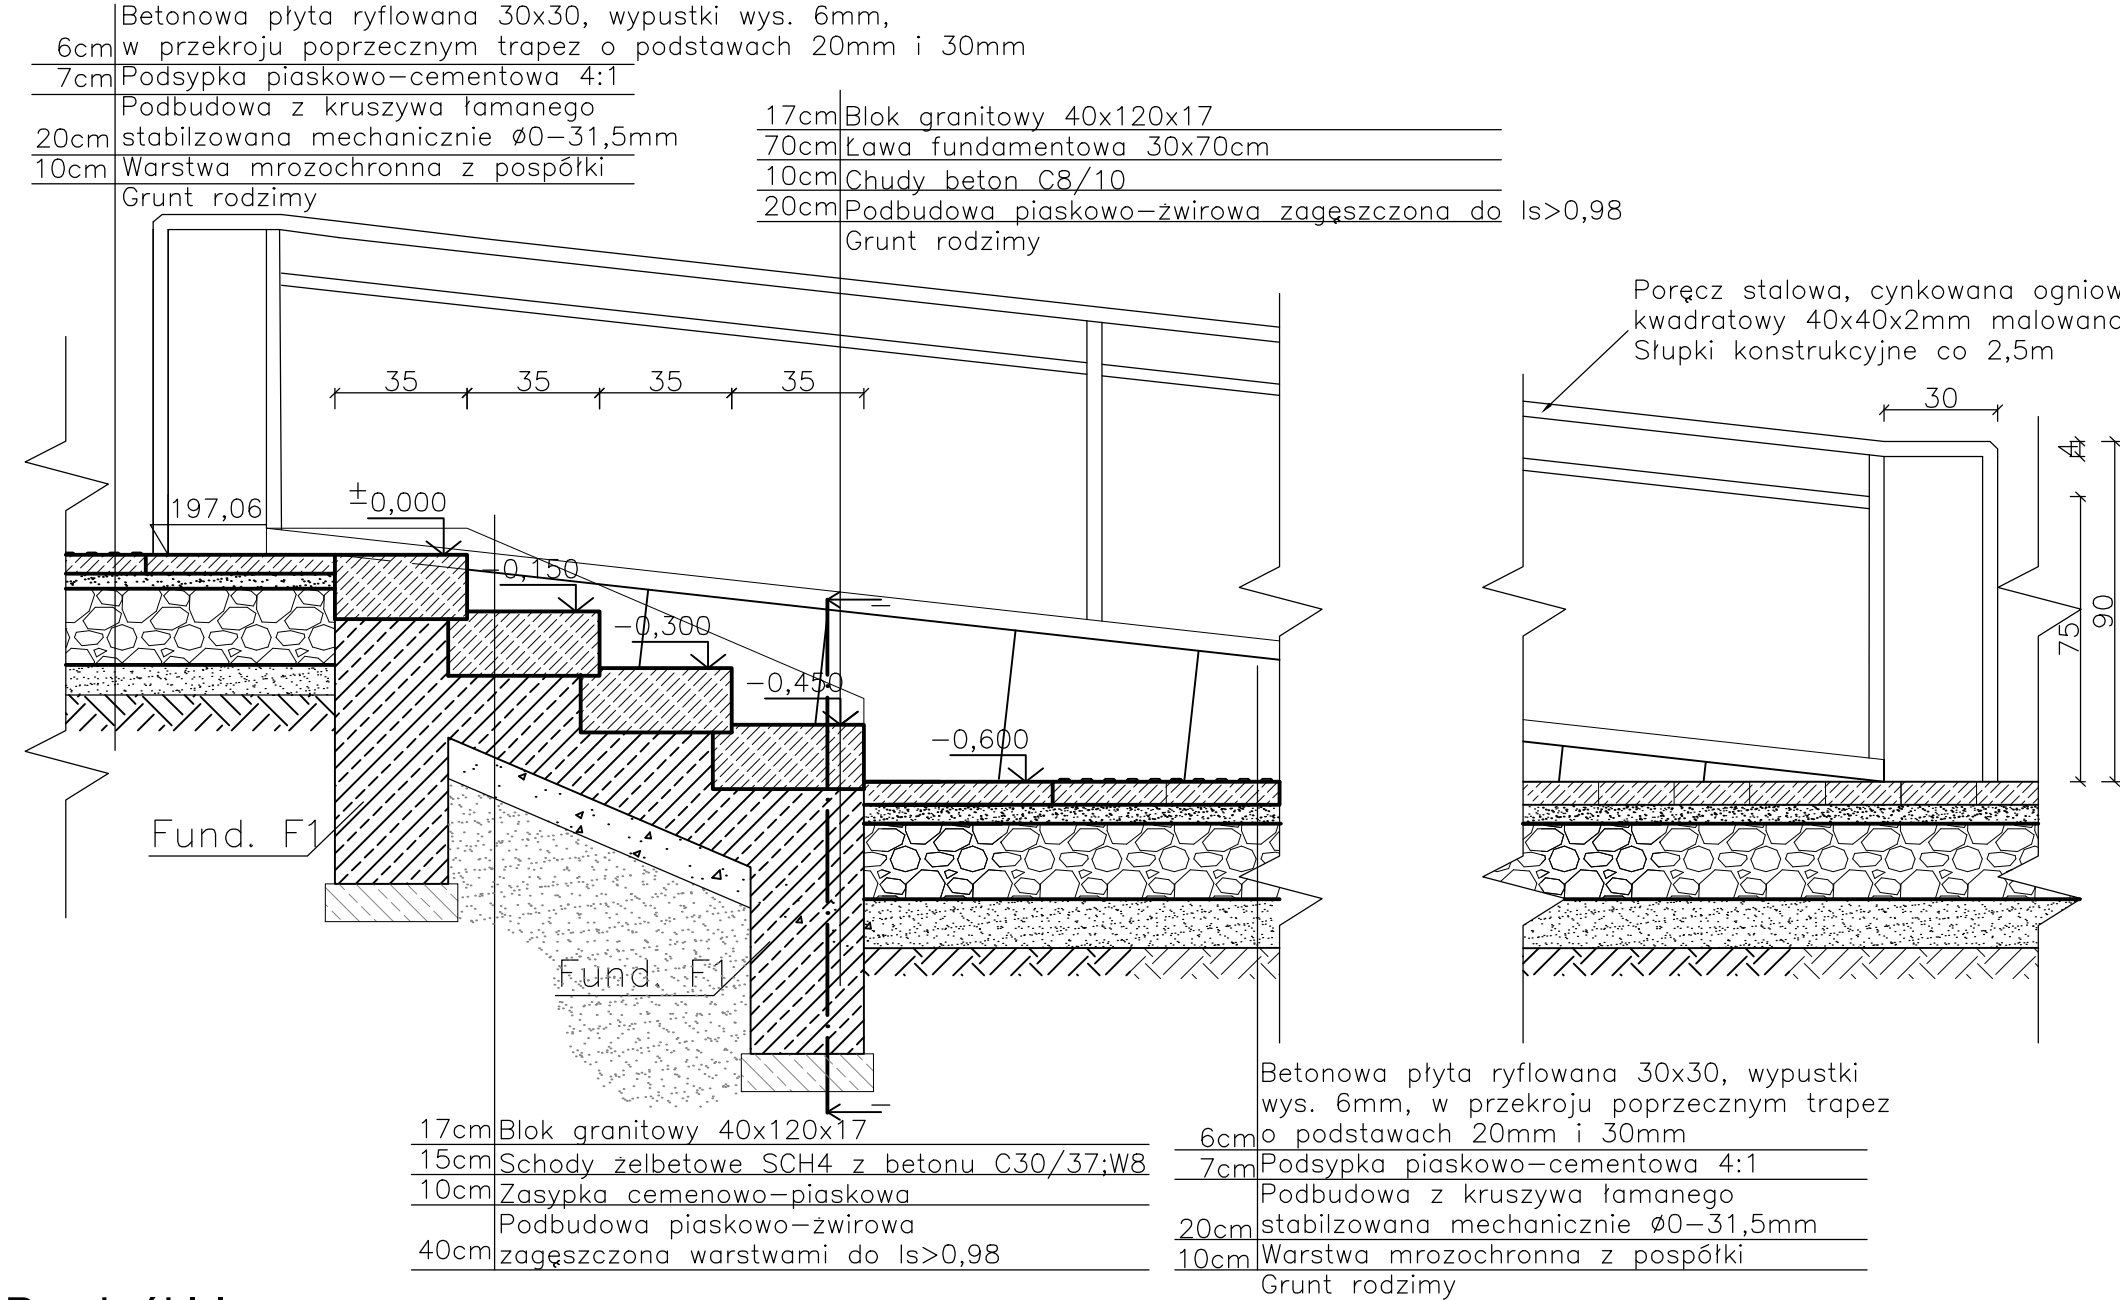 Betonowa płyta ryflowana 30x30, wypustki wys. 6mm,
6cm w przekroju poprzecznym trapez o podstawach 20mm i 30mm
7cm Podsypka piaskowo-cementowa 4:1
Podbudowa z kruszywa łamanego
20cm stabilzowana mechanicznie ø0-31,5mm
10cm Warstwa mrozochronna z pospółki
Grunt rodzimy
17cm Blok granitowy 40x120x17
70cm Ława fundamentowa 30x70cm
10cm Chudy beton C8/10
20cm Podbudowa piaskowo-żwirowa zagęszczona do Is>0,98
Grunt rodzimy
Poręcz stalowa, cynkowana
kwadratowy 40x40x2mm
Słupki konstrukcyjne co 2,5m
35 35 35 35
30
4
90
75
197,06
±0,000
-0,150
-0,300
-0,450
-0,600
Fund. F1
Fund. F1
17cm Blok granitowy 40x120x17
15cm Schody żelbetowe SCH4 z betonu C30/37;W8
10cm Zasypka cemenowo-piaskowa
Podbudowa piaskowo-żwirowa
40cm zagęszczona warstwami do Is>0,98
Betonowa płyta ryflowana 30x30, wypustki
wys. 6mm, w przekroju poprzecznym trapez
6cm o podstawach 20mm i 30mm
7cm Podsypka piaskowo-cementowa 4:1
Podbudowa z kruszywa łamanego
20cm stabilzowana mechanicznie ø0-31,5mm
10cm Warstwa mrozochronna z pospółki
Grunt rodzimy